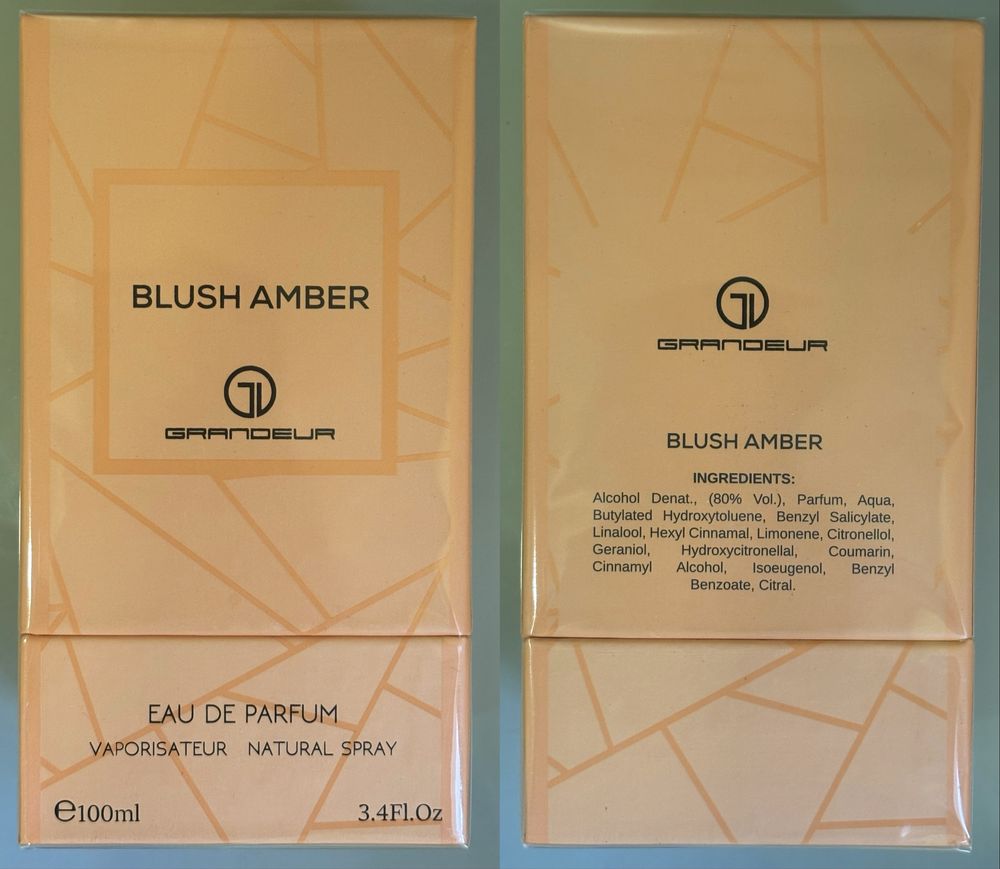 BLUSH AMBER
GRANDEUR
EAU DE PARFUM
VAPORISATEUR NATURAL SPRAY
e100ml 3.4Fl.Oz
GRANDEUR
BLUSH AMBER
INGREDIENTS:
Alcohol Denat., (80% Vol.), Parfum, Aqua,
Butylated Hydroxytoluene, Benzyl Salicylate,
Linalool, Hexyl Cinnamal, Limonene, Citronellol,
Geraniol, Hydroxycitronellal, Coumarin,
Cinnamyl Alcohol, Isoeugenol, Benzyl
Benzoate, Citral.